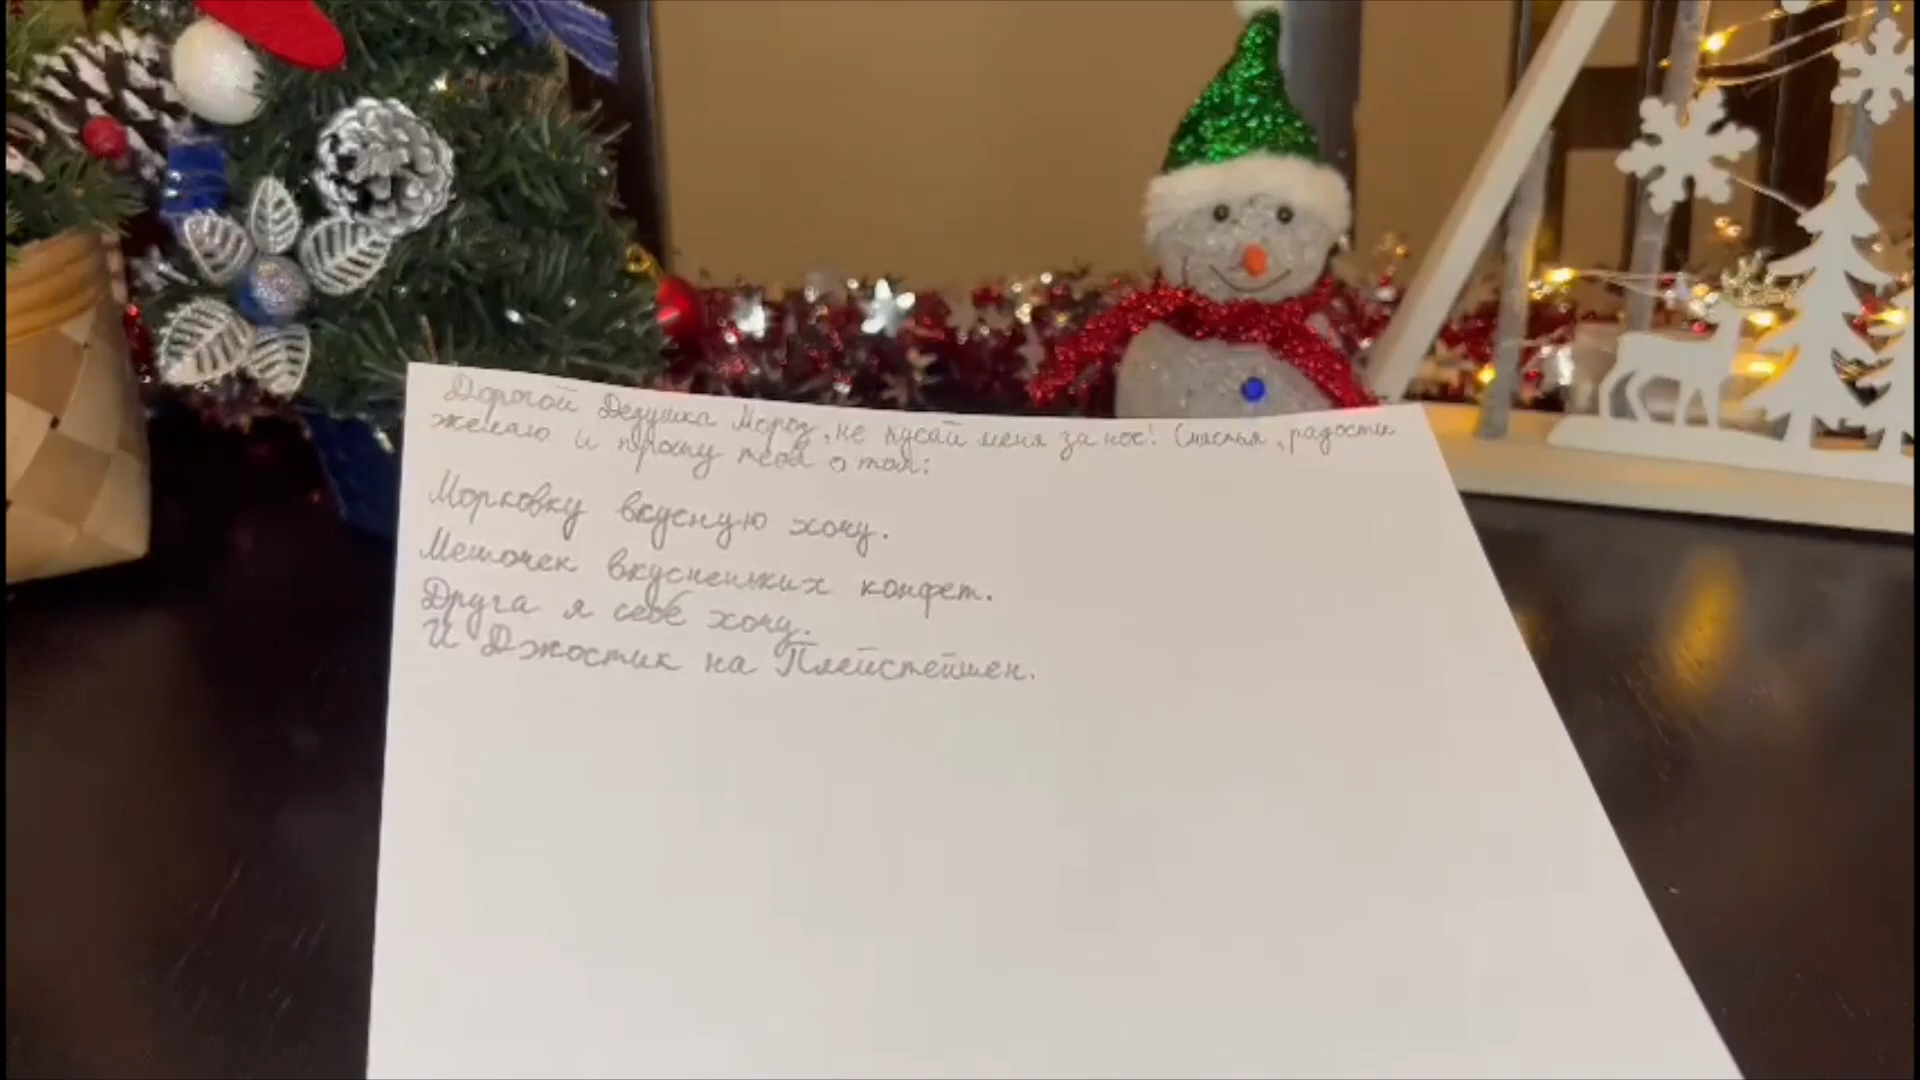 Дорогой Дедушка Мороз, не кусай меня за нос! Счастья, радости
желаю и прошу тебя о том:
Морковку вкусную хочу.
Мешочек вкусненьких конфет.
Друга я себе хочу.
И Джостик на Плейстейшен.